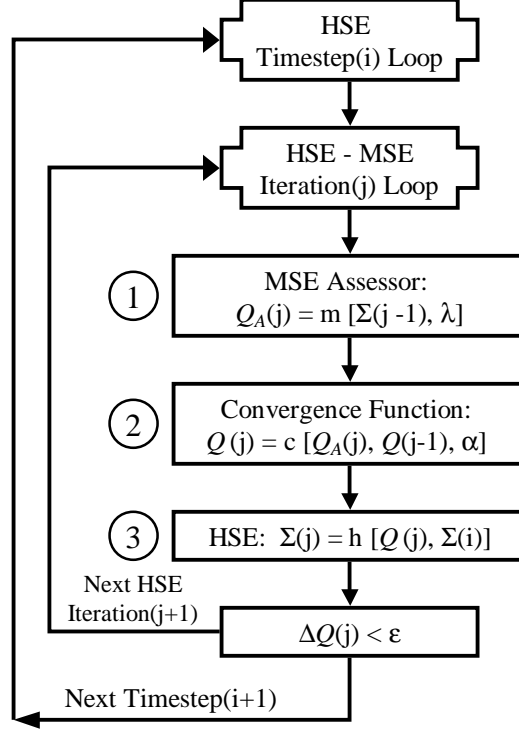 HSE
Timestep(i) Loop
HSE - MSE
Iteration(j) Loop
1
MSE Assessor:
Q_A(j) = m [Σ(j -1), λ]
2
Convergence Function:
Q (j) = c [Q_A(j), Q(j-1), α]
3
HSE: Σ(j) = h [Q (j), Σ(i)]
Next HSE
Iteration(j+1)
ΔQ(j) < ε
Next Timestep(i+1)